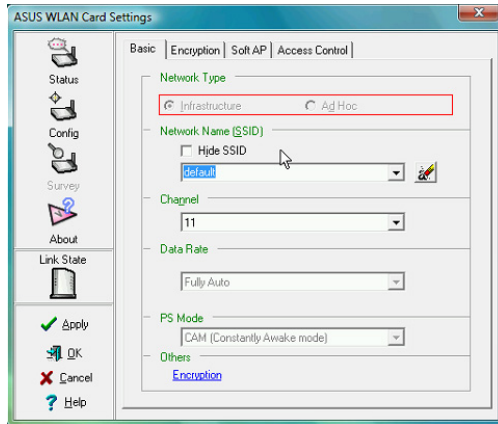 ASUS WLAN Card Settings
Status
Config
Survey
About
Link State
Apply
OK
Cancel
Help
Basic Encryption Soft AP Access Control
Network Type
Infrastructure Ad Hoc
Network Name (SSID)
Hide SSID
default
Channel
11
Data Rate
Fully Auto
PS Mode
CAM (Constantly Awake mode)
Others
Encryption